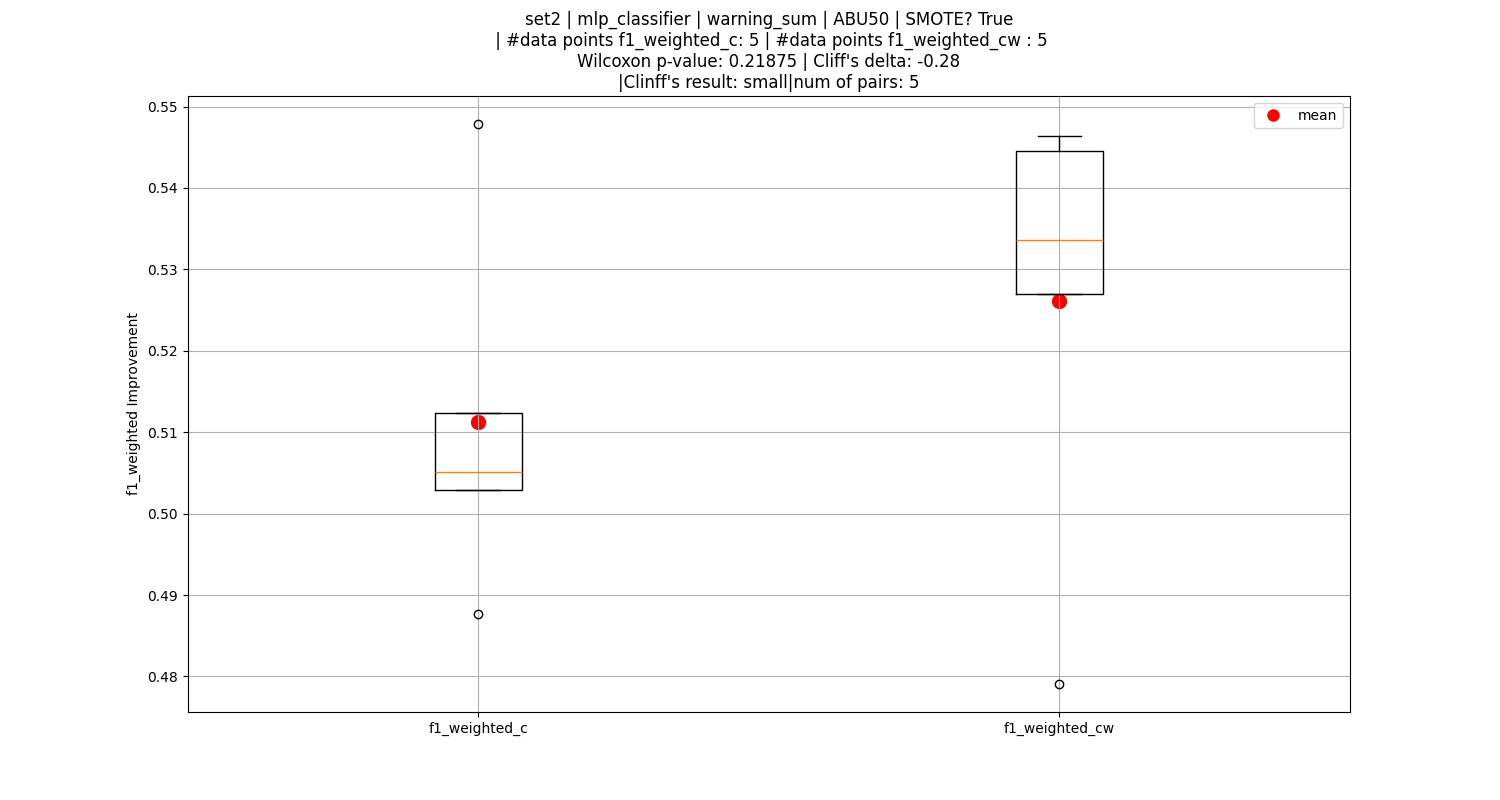 set2 | mlp_classifier | warning_sum | ABU50 | SMOTE? True
| #data points f1_weighted_c: 5 | #data points f1_weighted_cw : 5
Wilcoxon p-value: 0.21875 | Cliff's delta: -0.28
|Clinff's result: small|num of pairs: 5
mean
f1_weighted Improvement
0.55
0.54
0.53
0.52
0.51
0.50
0.49
0.48
f1_weighted_c
f1_weighted_cw